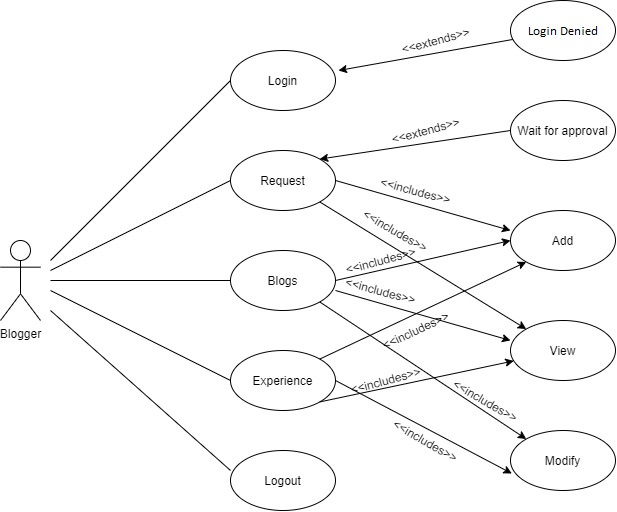 Login Denied
<<extends>>
Login
Wait for approval
<<extends>>
Request
<<includes>>
<<includes>>
Add
<<includes>>
Blogs
<<includes>>
Blogger
<<includes>>
View
Experience
<<includes>>
<<includes>>
<<includes>>
Modify
Logout